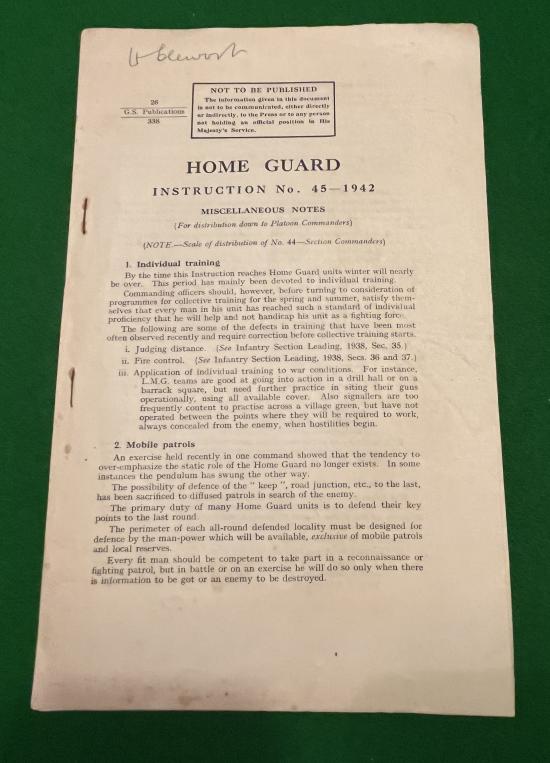 NOT TO BE PUBLISHED
The information given in this document
is not to be communicated, either directly
or indirectly, to the Press or to any person
not holding an official position in His
Majesty's Service.
26
G.S. Publications
338
HOME GUARD
INSTRUCTION No. 45—1942
MISCELLANEOUS NOTES
(For distribution down to Platoon Commanders)
(NOTE.—Scale of distribution of No. 44—Section Commanders)
1. Individual training
By the time this Instruction reaches Home Guard units winter will nearly
be over. This period has mainly been devoted to individual training.
Commanding officers should, however, before turning to consideration of
programmes for collective training for the spring and summer, satisfy them-
selves that every man in his unit has reached such a standard of individual
proficiency that he will help and not handicap his unit as a fighting force.
The following are some of the defects in training that have been most
often observed recently and require correction before collective training starts.
i. Judging distance. (See Infantry Section Leading, 1938, Sec. 35.)
ii. Fire control. (See Infantry Section Leading, 1938, Secs. 36 and 37.)
iii. Application of individual training to war conditions. For instance,
L.M.G. teams are good at going into action in a drill hall or on a
barrack square, but need further practice in siting their guns
operationally, using all available cover. Also signallers are too
frequently content to practise across a village green, but have not
operated between the points where they will be required to work,
always concealed from the enemy, when hostilities begin.
2. Mobile patrols
An exercise held recently in one command showed that the tendency to
over-emphasize the static role of the Home Guard no longer exists. In some
instances the pendulum has swung the other way.
The possibility of defence of the " keep ", road junction, etc., to the last,
has been sacrificed to diffused patrols in search of the enemy.
The primary duty of many Home Guard units is to defend their key
points to the last round.
The perimeter of each all-round defended locality must be designed for
defence by the man-power which will be available, exclusive of mobile patrols
and local reserves.
Every fit man should be competent to take part in a reconnaissance or
fighting patrol, but in battle or on an exercise he will do so only when there
is information to be got or an enemy to be destroyed.